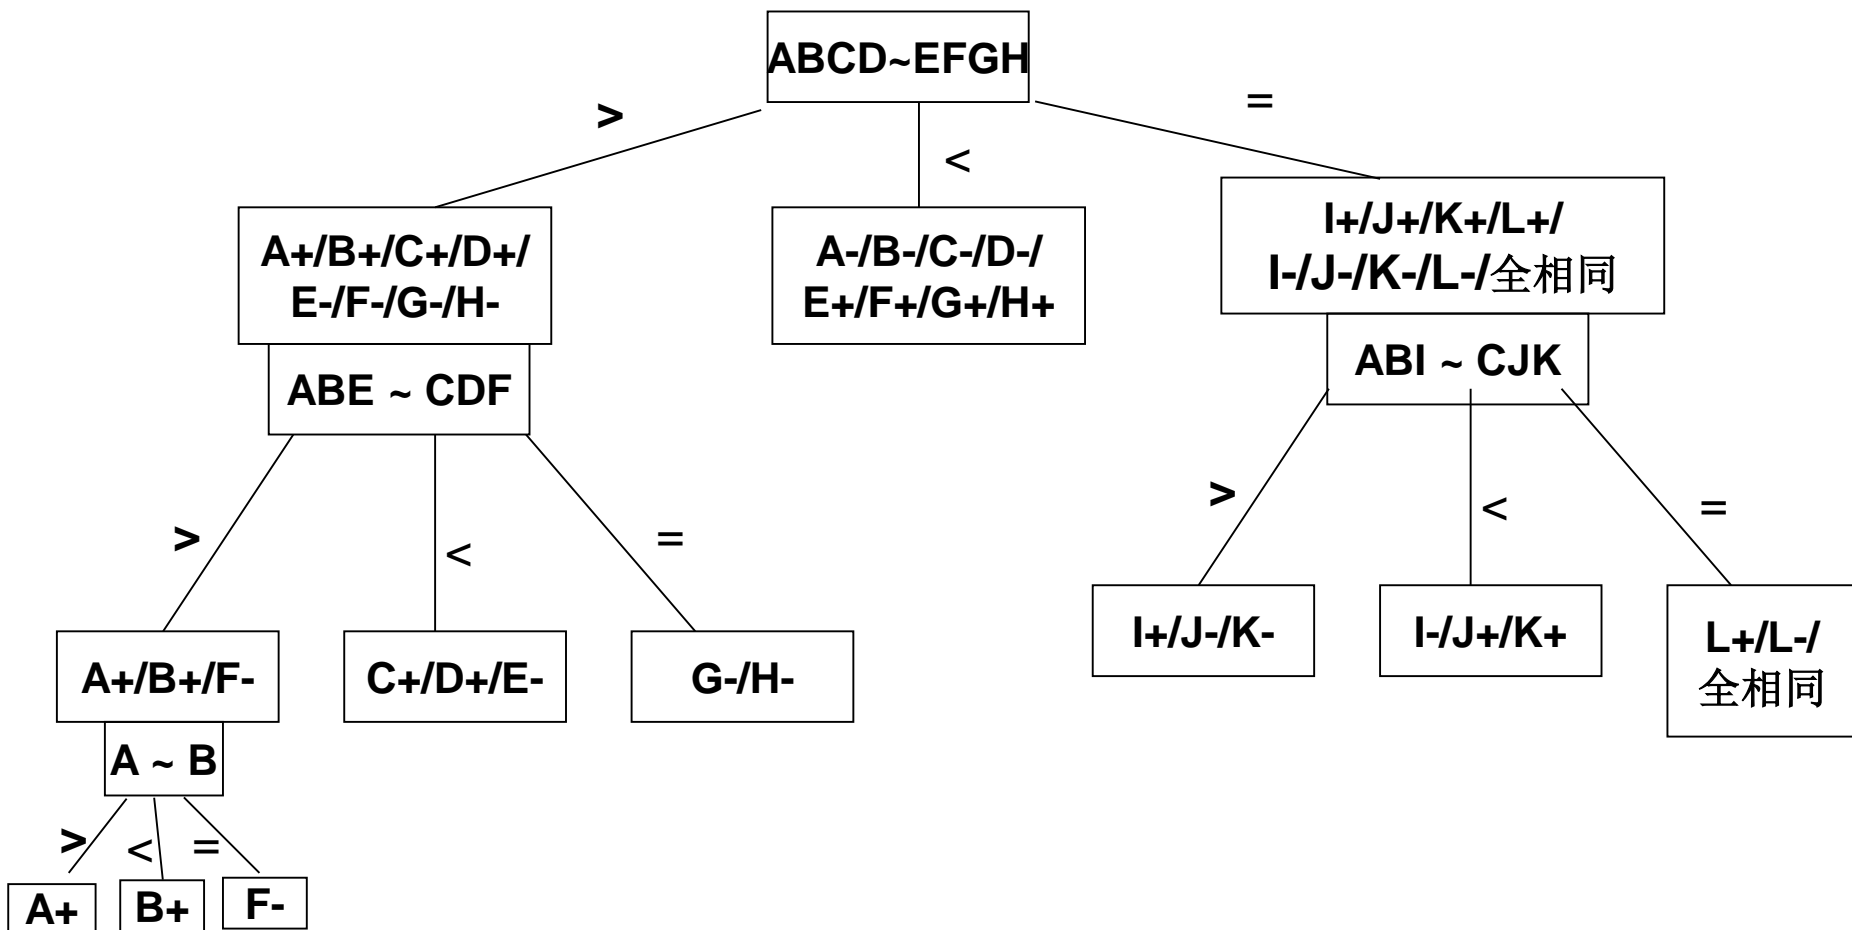 ABCD~EFGH
>
<
=
A+/B+/C+/D+/
E-/F-/G-/H-
A-/B-/C-/D-/
E+/F+/G+/H+
I+/J+/K+/L+/
I-/J-/K-/L-/全相同
ABE ~ CDF
ABI ~ CJK
>
<
=
>
<
=
A+/B+/F-
C+/D+/E-
G-/H-
I+/J-/K-
I-/J+/K+
L+/L-/
全相同
A ~ B
>
<
=
A+
B+
F-